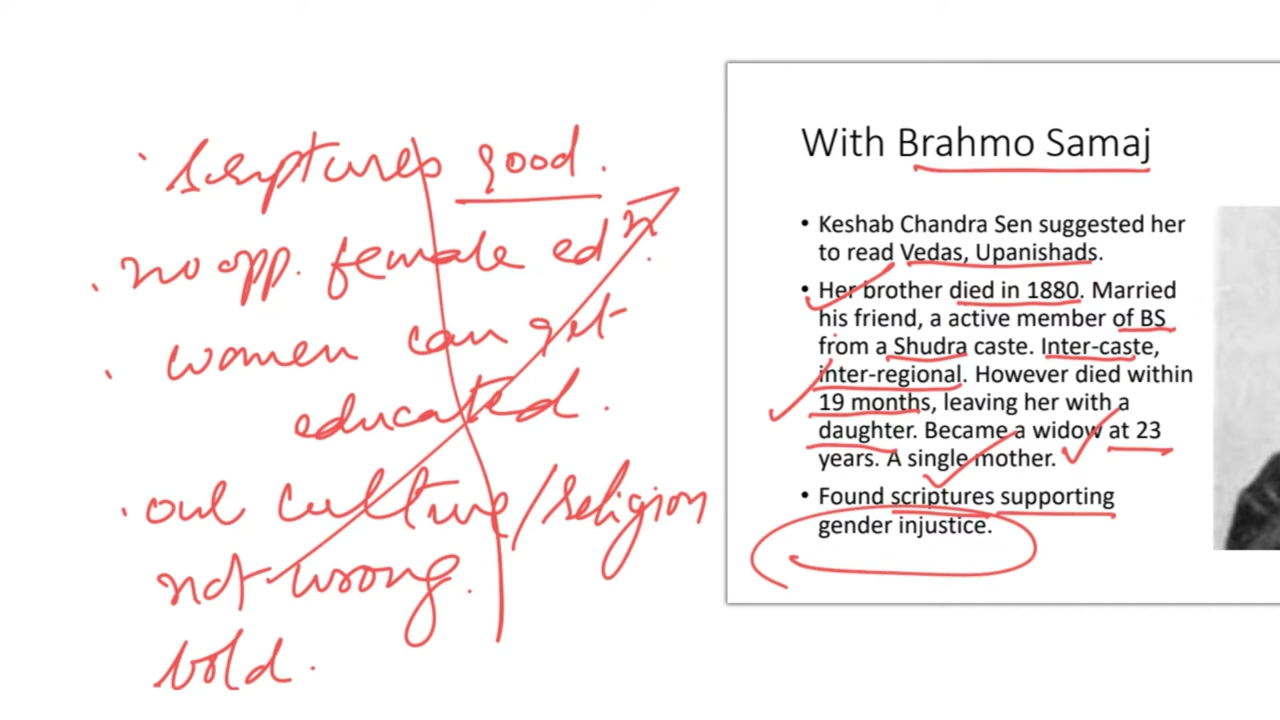 · Scriptures good.
· no opp. female edn.
· women can get
educated.
· our culture/religion
not wrong.
bold.
With Brahmo Samaj
• Keshab Chandra Sen suggested her
to read Vedas, Upanishads.
• Her brother died in 1880. Married
his friend, a active member of BS
from a Shudra caste. Inter-caste,
inter-regional. However died within
19 months, leaving her with a
daughter. Became a widow at 23
years. A single mother.
• Found scriptures supporting
gender injustice.